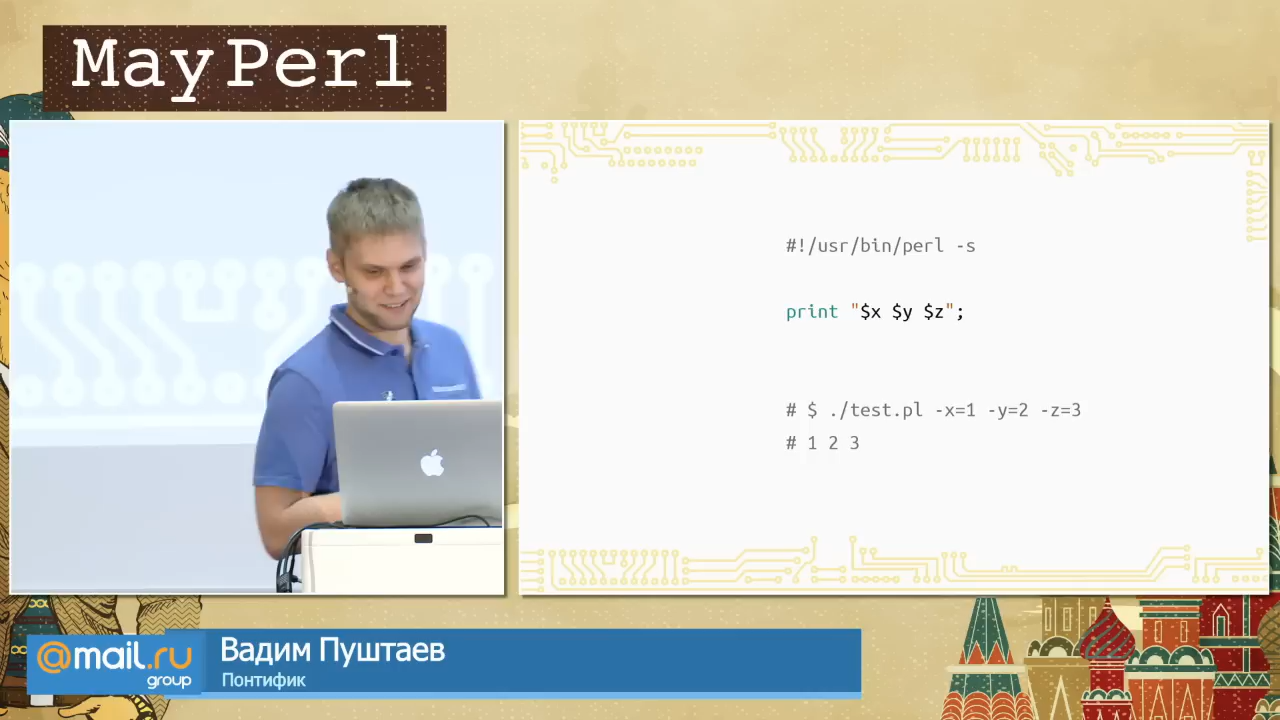 MayPerl
#!/usr/bin/perl -s
print "$x $y $z";
# $ ./test.pl -x=1 -y=2 -z=3
# 1 2 3
@mail.ru
group
Вадим Пуштаев
Понтифик